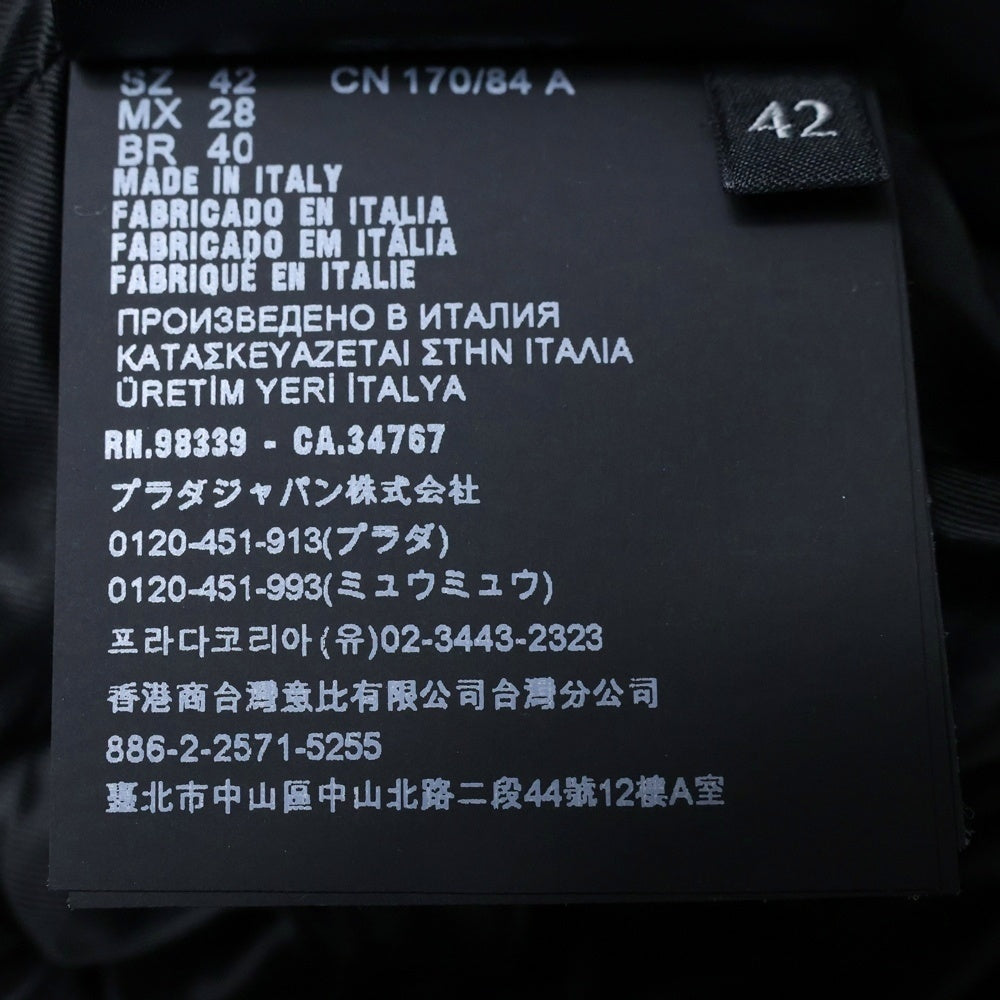 SZ 42 CN 170/84 A
42
MX 28
BR 40
MADE IN ITALY
FABRICADO EN ITALIA
FABRICADO EM ITÁLIA
FABRIQUÉ EN ITALIE
ПРОИЗВЕДЕНО В ИТАЛИЯ
ΚΑΤΑΣΚΕΥΑΖΕΤΑΙ ΣΤΗΝ ΙΤΑΛΙΑ
ÜRETİM YERİ İTALYA
RN.98339 - CA.34767
プラダジャパン株式会社
0120-451-913(プラダ)
0120-451-993(ミュウミュウ)
프라다코리아(유)02-3443-2323
香港商台灣意比有限公司台灣分公司
886-2-2571-5255
臺北市中山區中山北路二段44號12樓A室